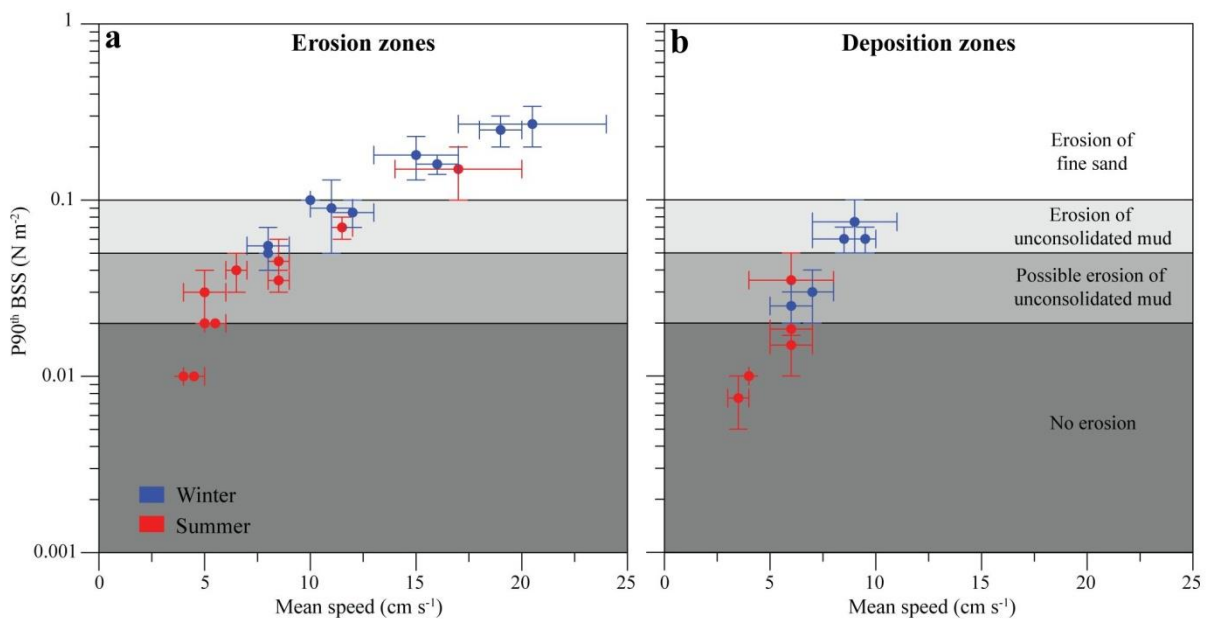 a
Erosion zones
P90th BSS (N m-2)
1
0.1
0.01
0.001
Winter
Summer
0
5
10
15
20
25
Mean speed (cm s-1)
b
Deposition zones
Erosion of
fine sand
Erosion of
unconsolidated mud
Possible erosion of
unconsolidated mud
No erosion
0
5
10
15
20
25
Mean speed (cm s-1)